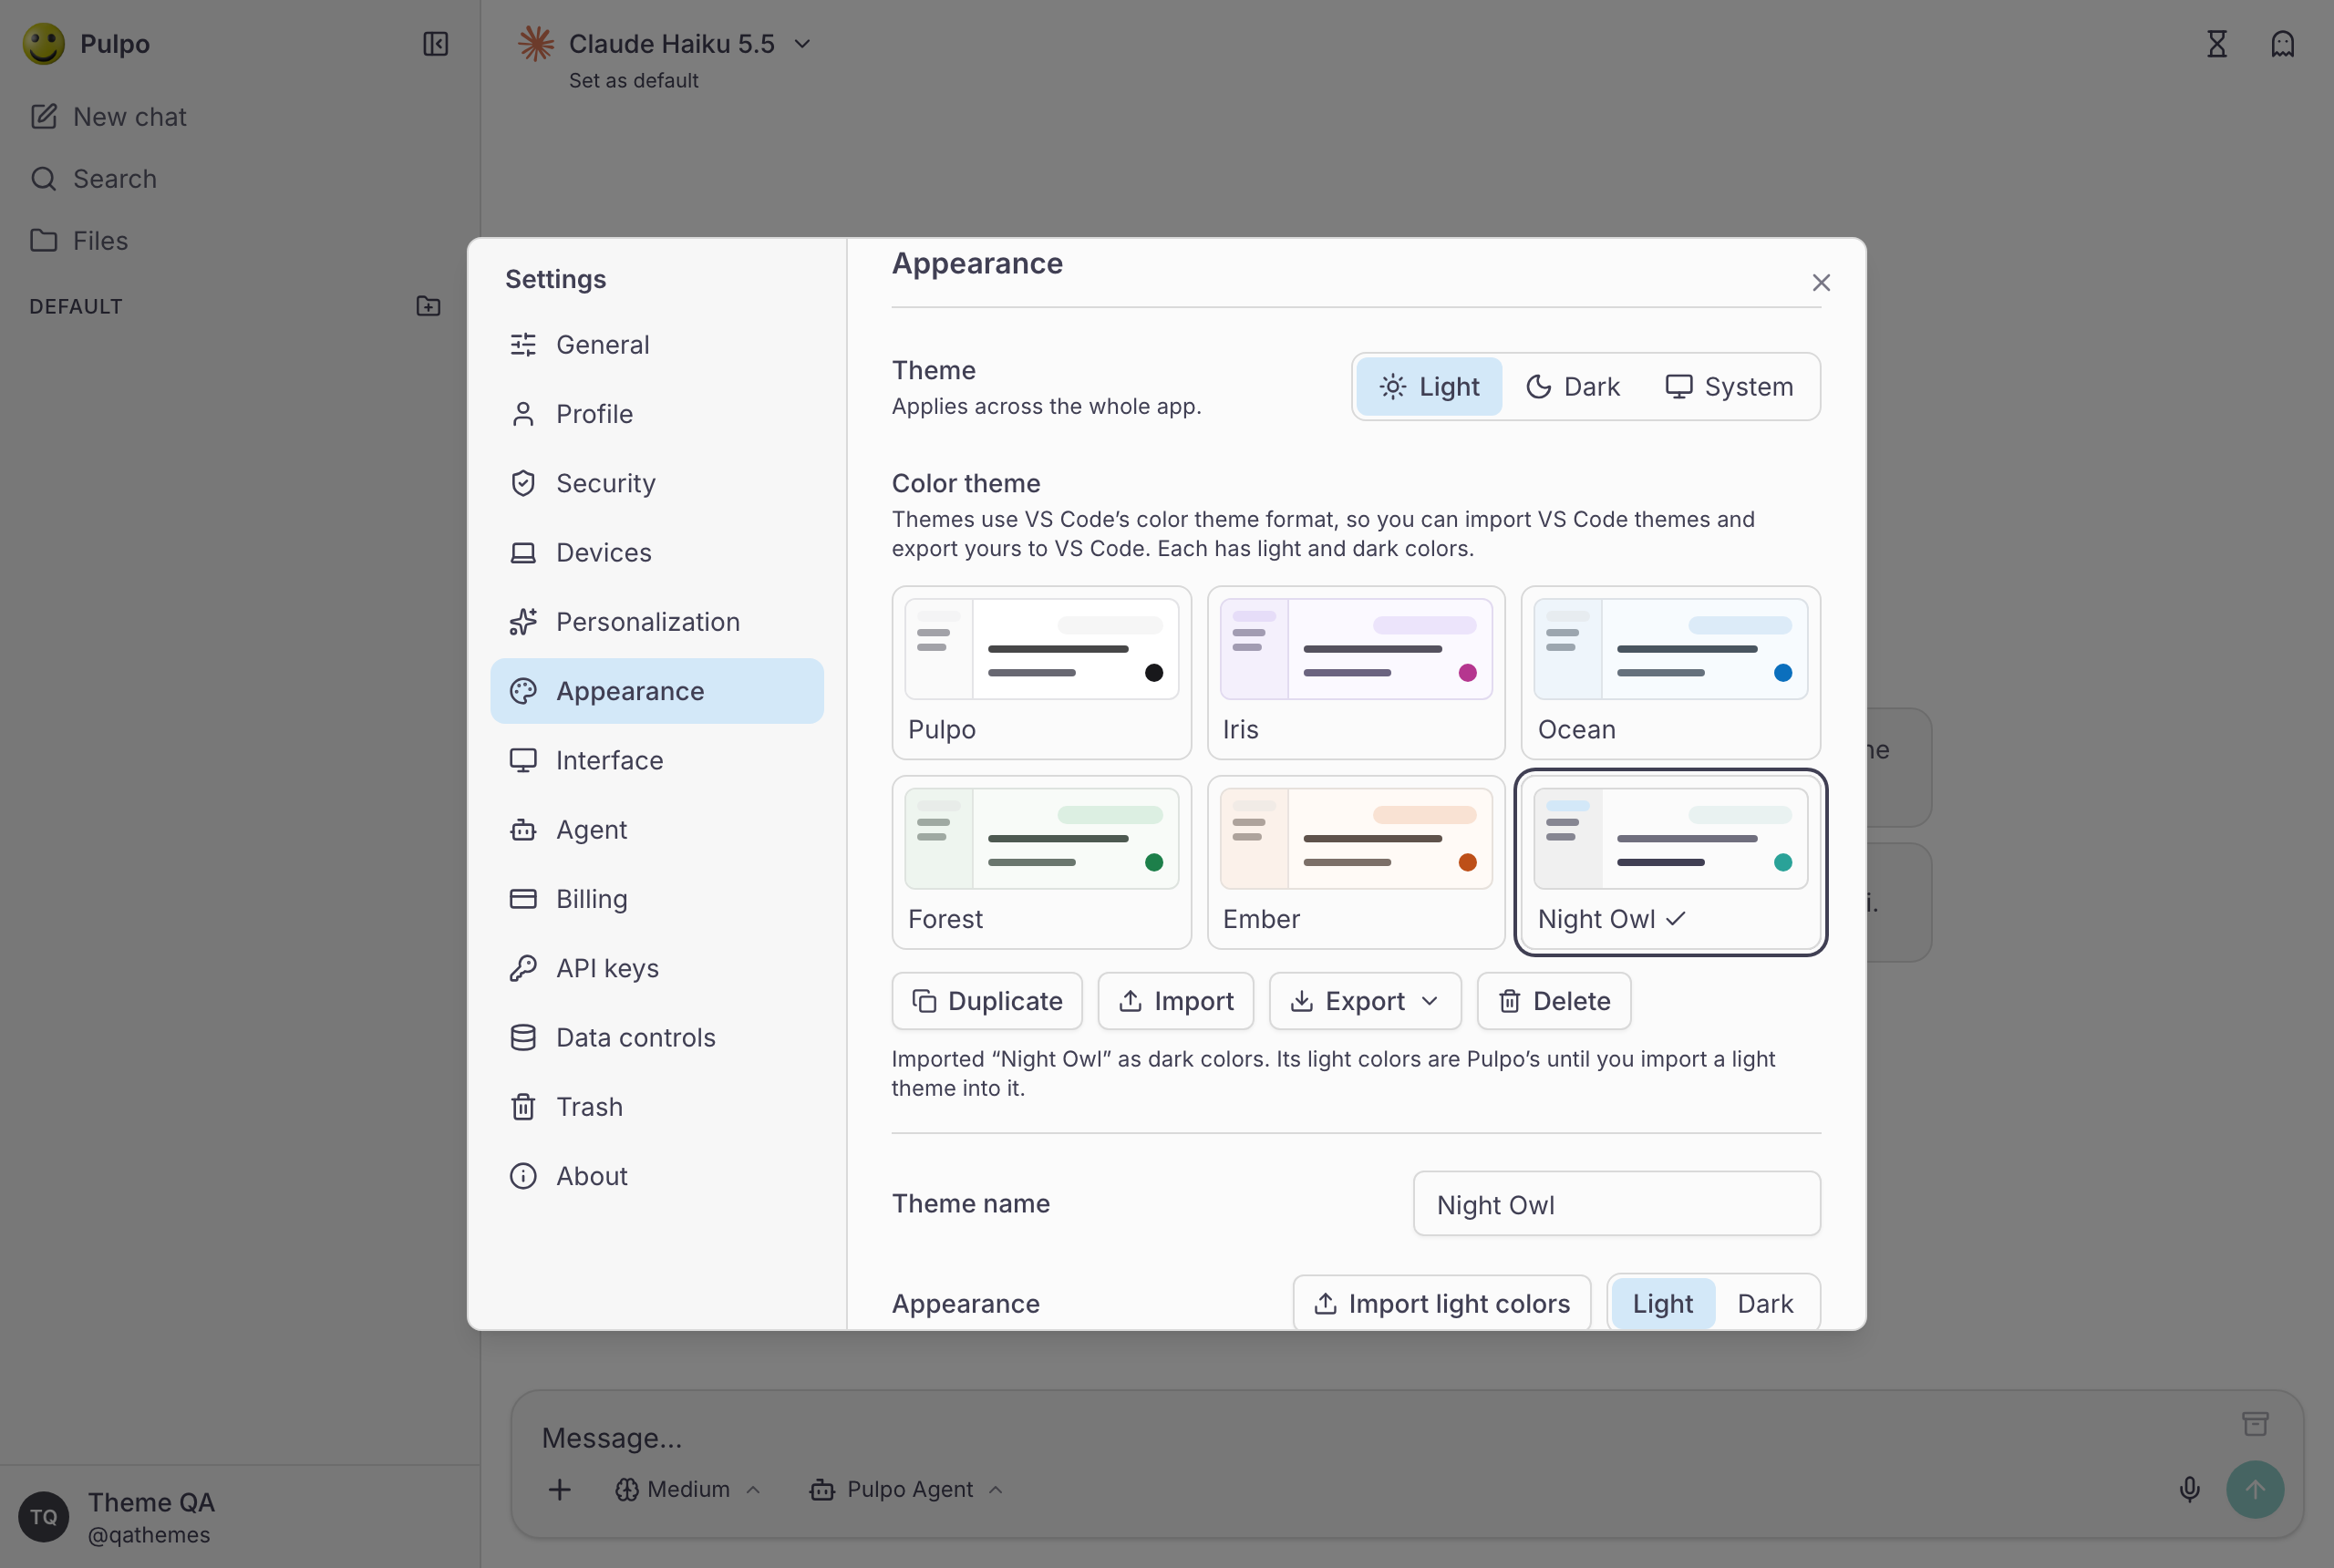 Pulpo
New chat
Search
Files
DEFAULT
Claude Haiku 5.5
Set as default
Settings
General
Profile
Security
Devices
Personalization
Appearance
Interface
Agent
Billing
API keys
Data controls
Trash
About
Appearance
Theme
Applies across the whole app.
Light Dark System
Color theme
Themes use VS Code’s color theme format, so you can import VS Code themes and
export yours to VS Code. Each has light and dark colors.
Pulpo Iris Ocean
Forest Ember Night Owl
Duplicate Import Export Delete
Imported “Night Owl” as dark colors. Its light colors are Pulpo’s until you import a light
theme into it.
Theme name Night Owl
Appearance Import light colors Light Dark
Message...
Medium Pulpo Agent
TQ
Theme QA
@qathemes